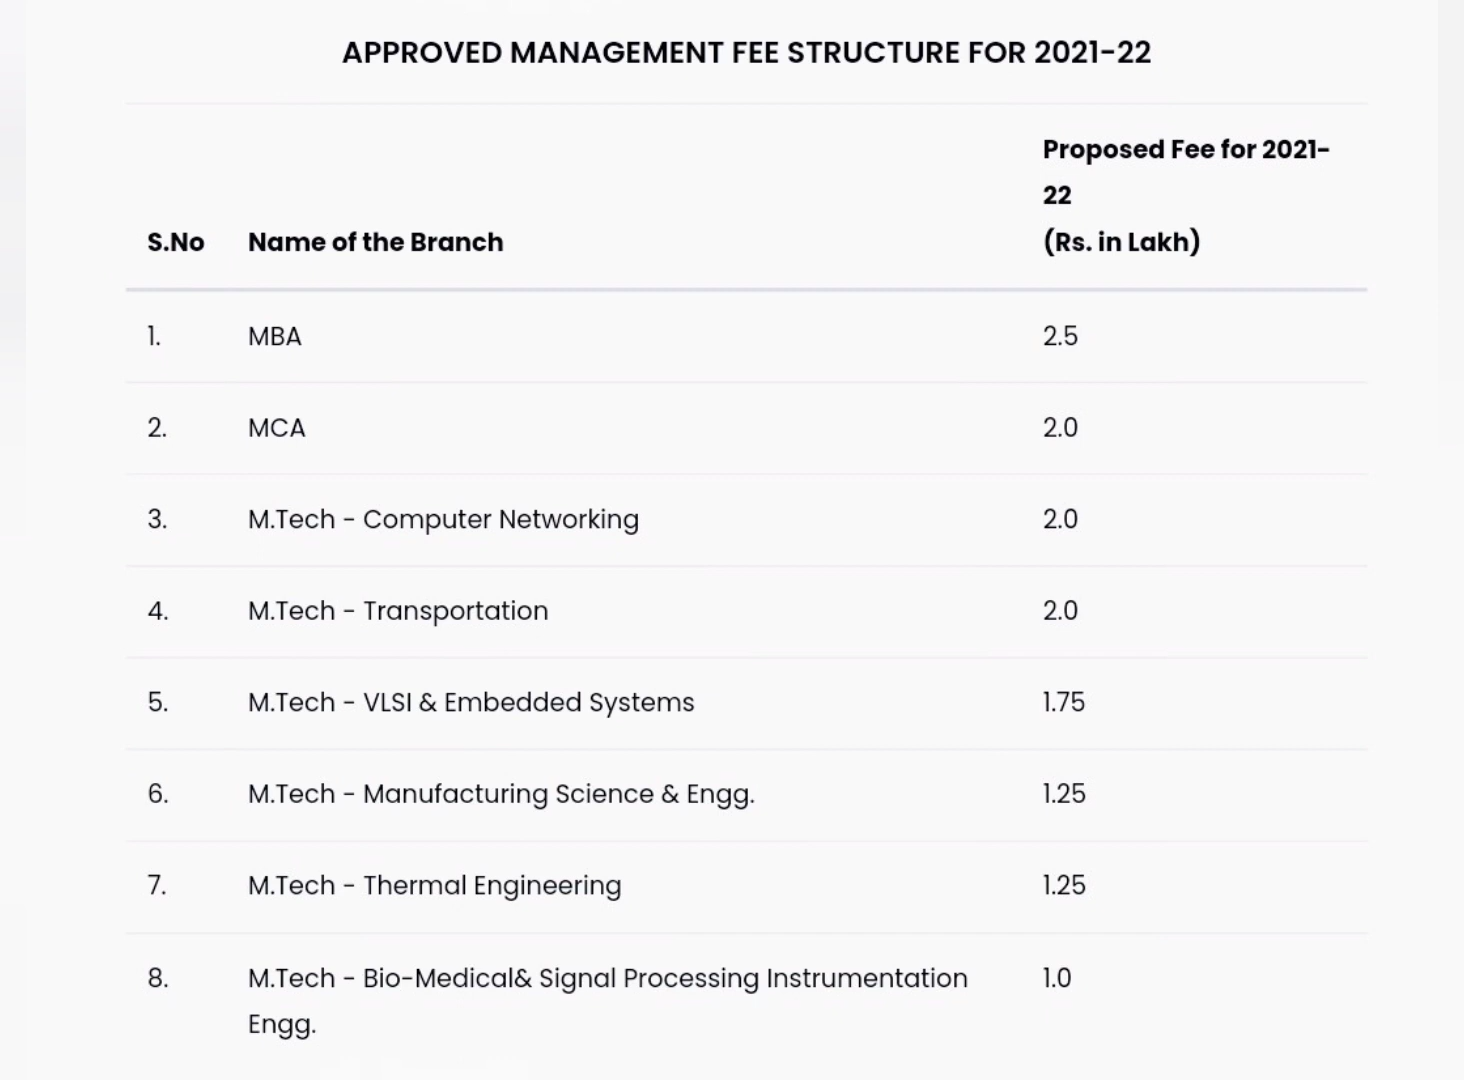 APPROVED MANAGEMENT FEE STRUCTURE FOR 2021-22
Proposed Fee for 2021-
22
S.No Name of the Branch (Rs. in Lakh)
1. MBA 2.5
2. MCA 2.0
3. M.Tech - Computer Networking 2.0
4. M.Tech - Transportation 2.0
5. M.Tech - VLSI & Embedded Systems 1.75
6. M.Tech - Manufacturing Science & Engg. 1.25
7. M.Tech - Thermal Engineering 1.25
8. M.Tech - Bio-Medical& Signal Processing Instrumentation 1.0
Engg.